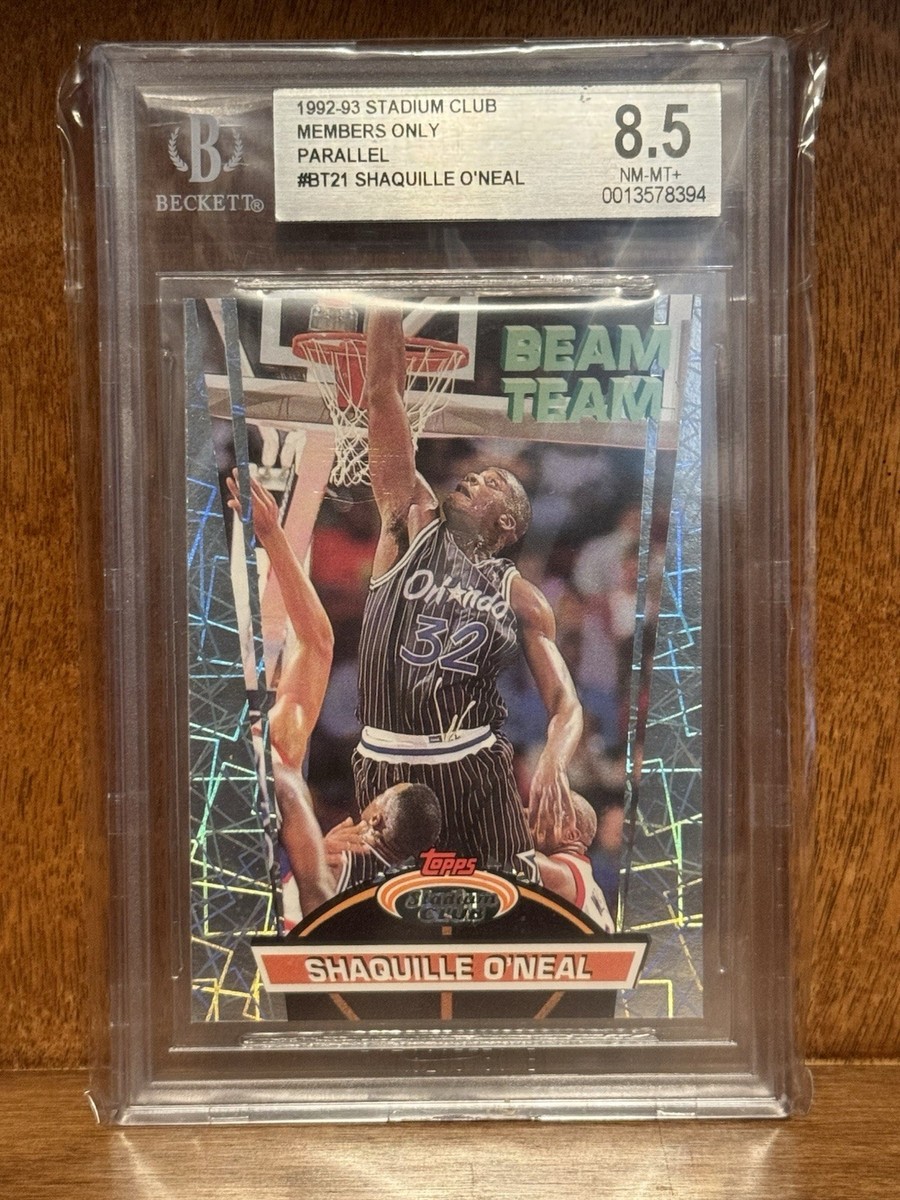 1992-93 STADIUM CLUB
MEMBERS ONLY
PARALLEL
#BT21 SHAQUILLE O'NEAL
8.5
NM-MT+
0013578394
B
BECKETT®
BEAM
TEAM
Orlando
32
TOPPS
Stadium
CLUB
SHAQUILLE O'NEAL